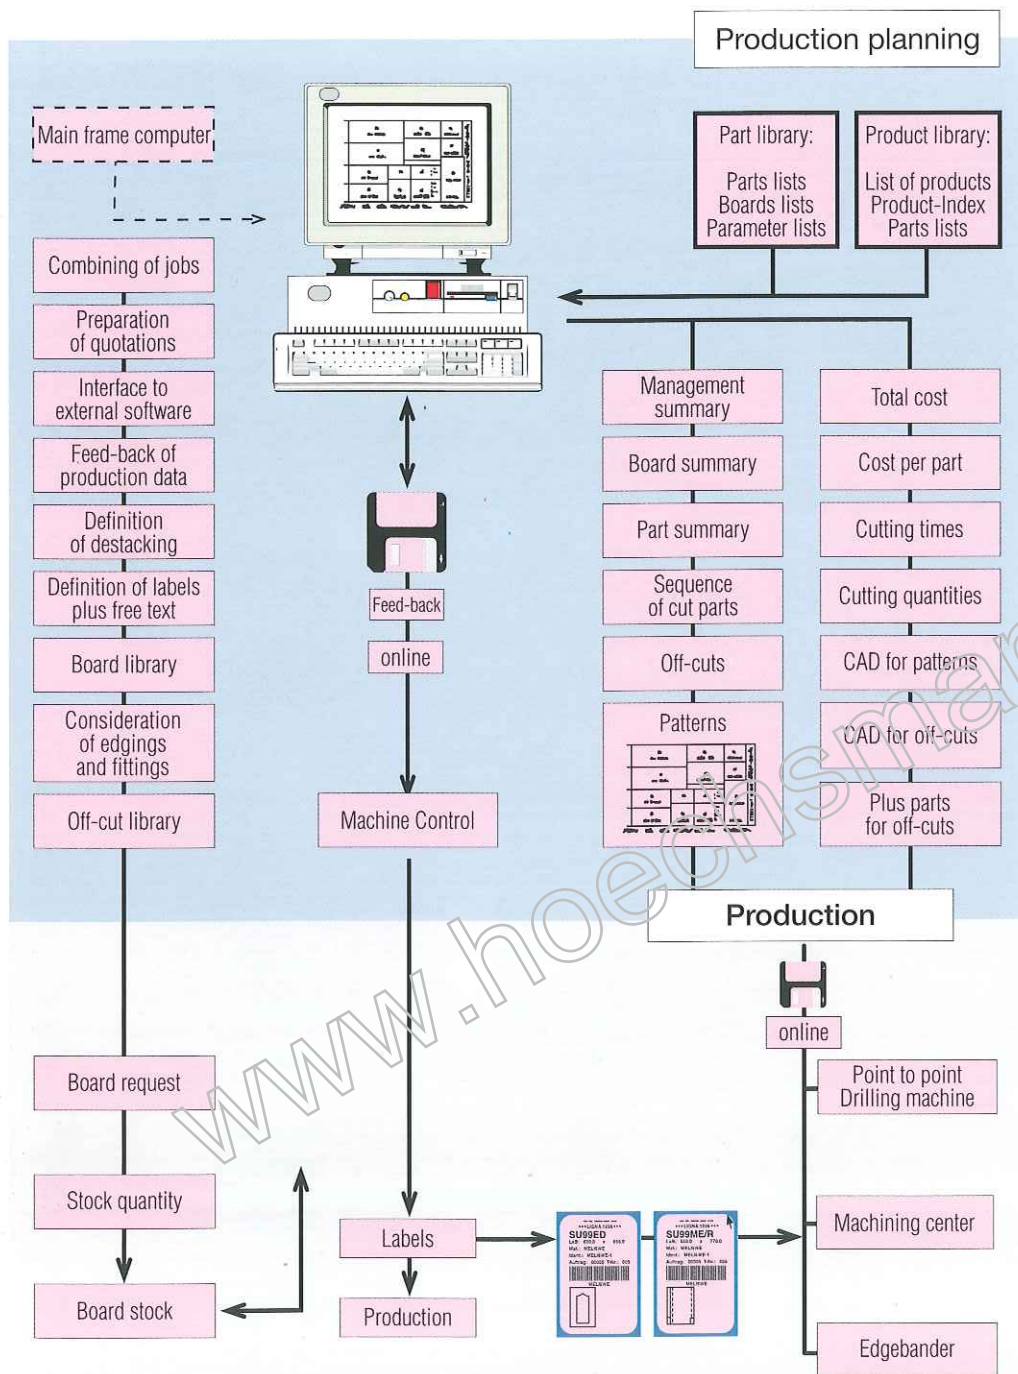 Production planning
Main frame computer
Part library:
Parts lists
Boards lists
Parameter lists
Product library:
List of products
Product-Index
Parts lists
Combining of jobs
Preparation
of quotations
Interface to
external software
Feed-back of
production data
Definition
of destacking
Definition of labels
plus free text
Board library
Consideration
of edgings
and fittings
Off-cut library
Board request
Stock quantity
Board stock
Feed-back
online
Machine Control
Labels
Production
Management
summary
Board summary
Part summary
Sequence
of cut parts
Off-cuts
Patterns
Total cost
Cost per part
Cutting times
Cutting quantities
CAD for patterns
CAD for off-cuts
Plus parts
for off-cuts
Production
online
Point to point
Drilling machine
Machining center
Edgebander
SU99ED
Mat.: MELNWE
MELNWE
SU99ME/R
Mat.: MELNWE
MELNWE
www.hoechsmann